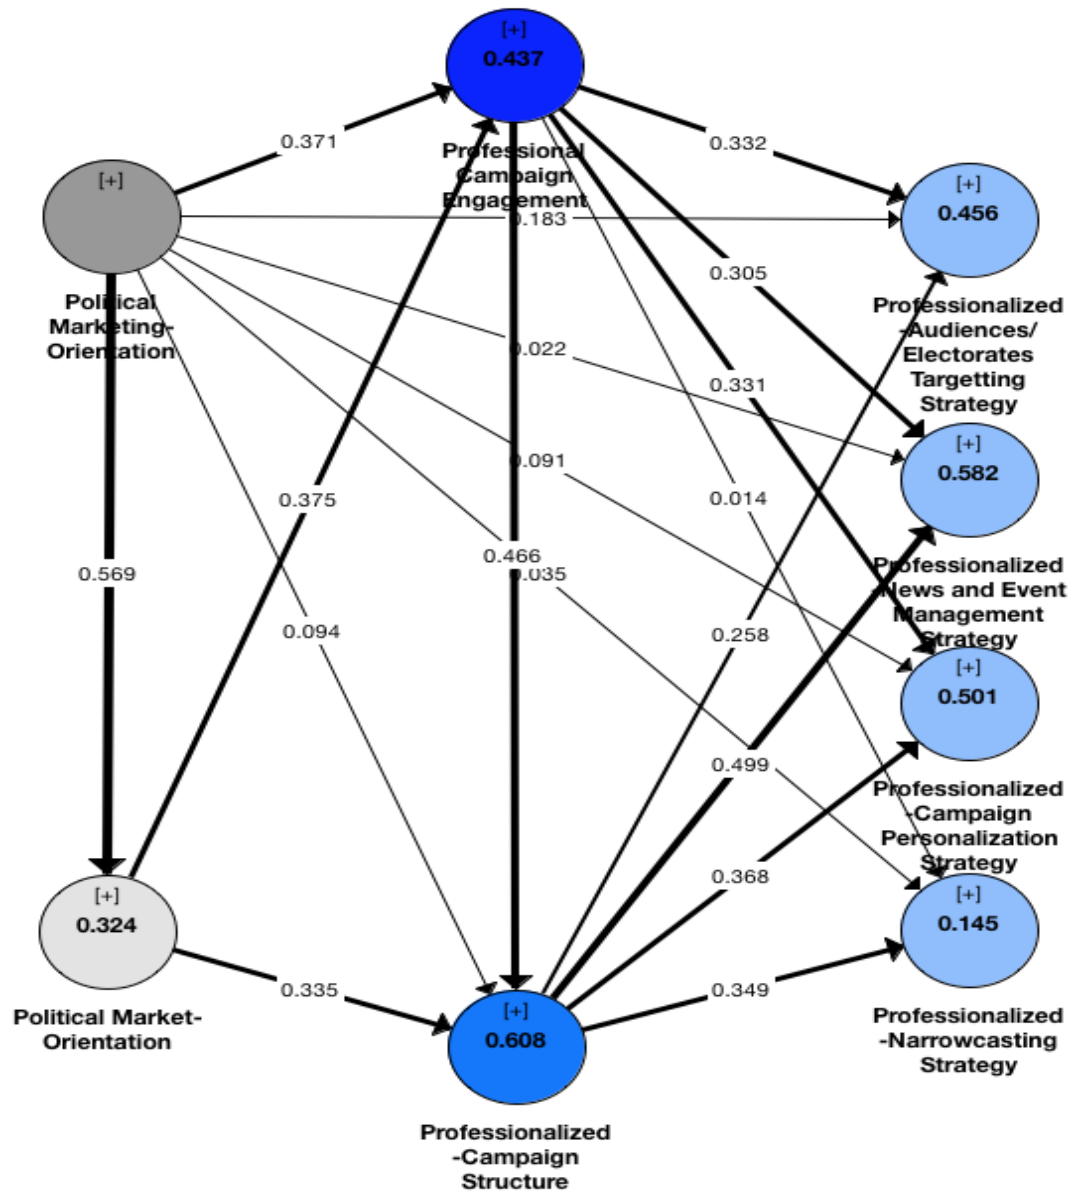 [+]
0.437
Professional
Campaign
Engagement
0.371
0.332
[+]
Political
Marketing-
Orientation
[+]
0.456
Professionalized
-Audiences/
Electorates
Targetting
Strategy
0.183
0.305
0.022
0.331
[+]
0.582
Professionalized
-News and Event
Management
Strategy
0.091
0.375
0.014
0.466
0.569
0.035
0.094
0.258
[+]
0.501
Professionalized
-Campaign
Personalization
Strategy
0.499
0.368
[+]
0.324
Political Market-
Orientation
[+]
0.145
Professionalized
-Narrowcasting
Strategy
0.335
0.349
[+]
0.608
Professionalized
-Campaign
Structure